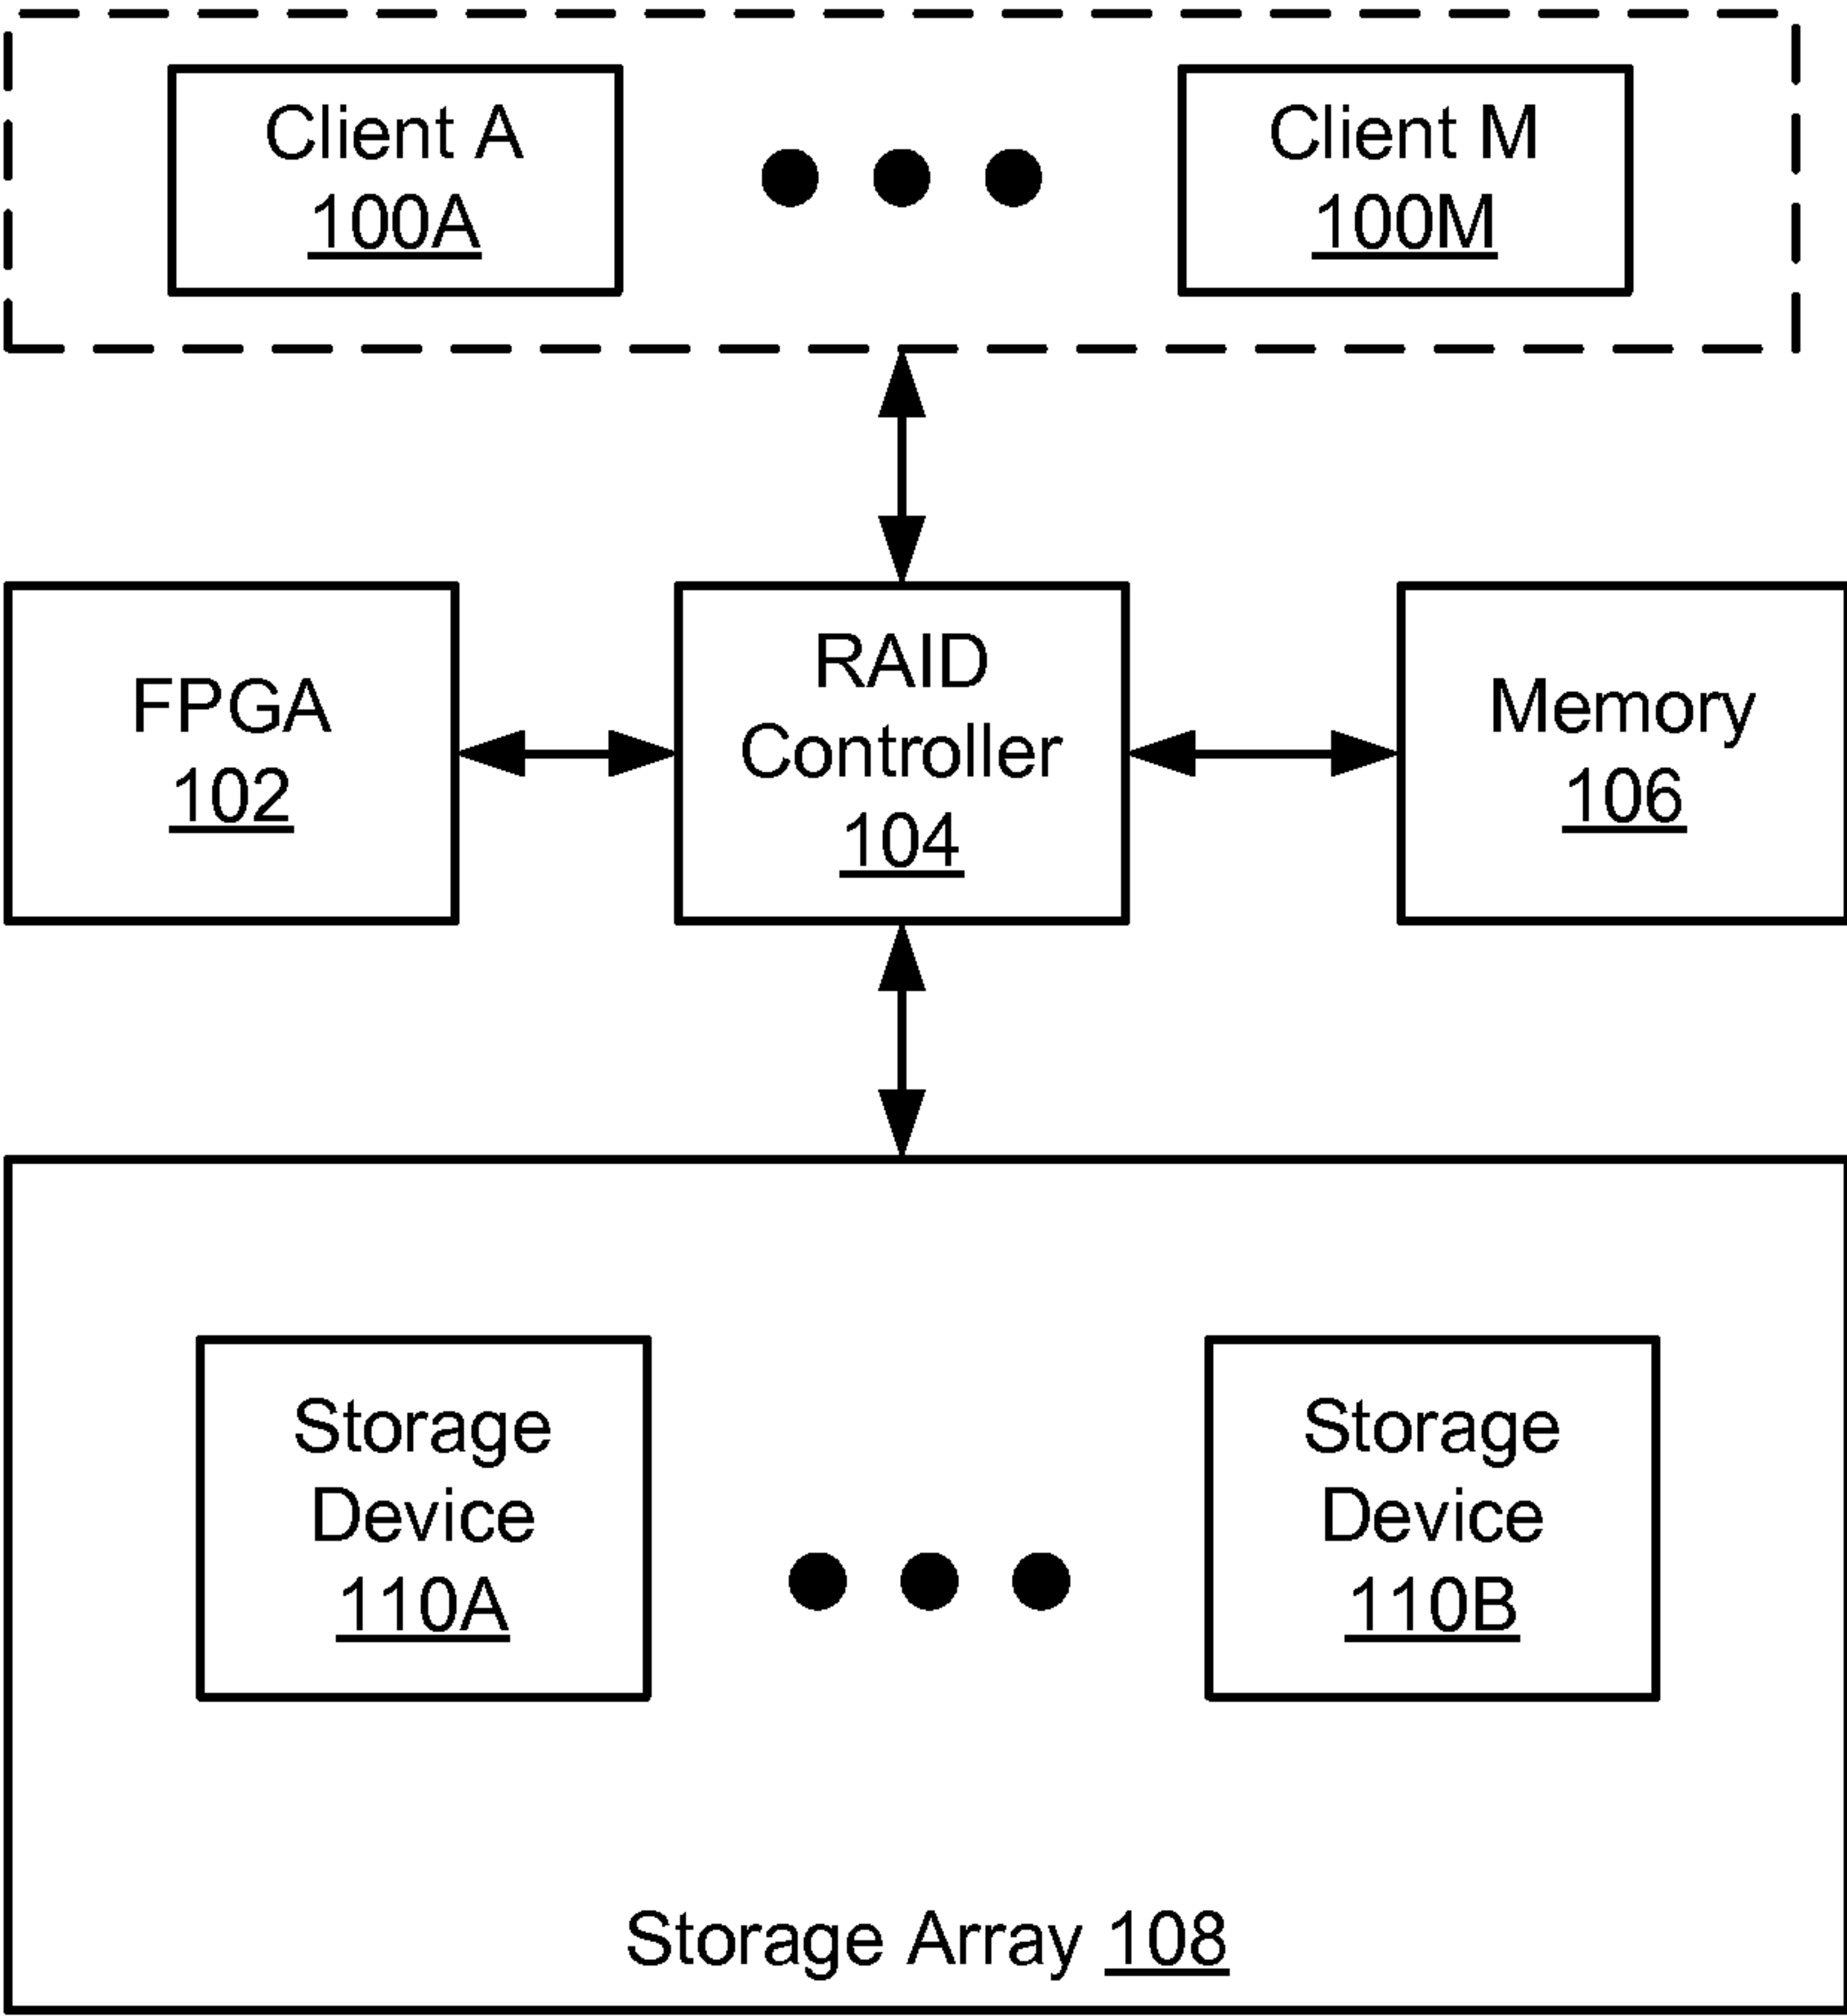 Client A
100A
Client M
100M
FPGA
102
RAID
Controller
104
Memory
106
Storage
Device
110A
Storage
Device
110B
Storage Array 108